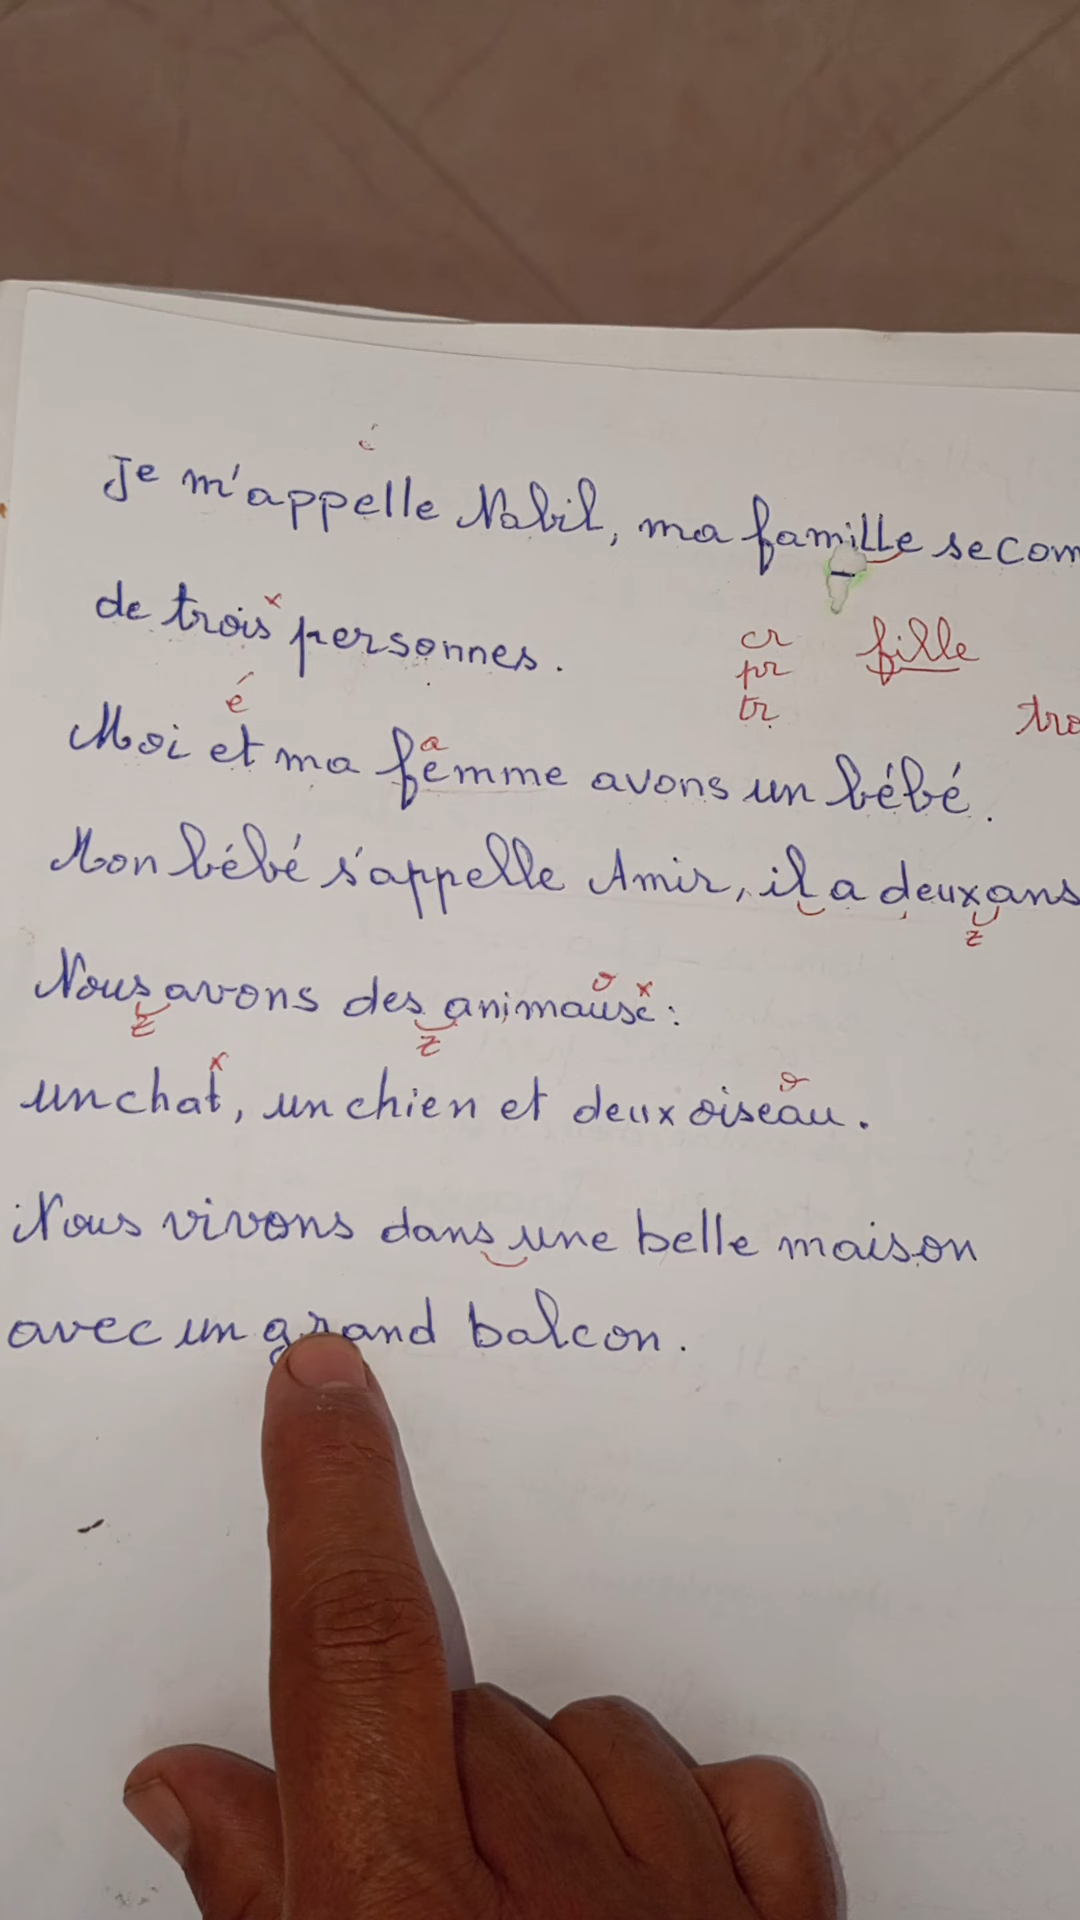 é
Je m'appelle Nabil, ma famille se com
de trois personnes.
x
cr
pr
tr
fille
tro
é
a
Moi et ma femme avons un bébé.
Mon bébé s'appelle Amir, il a deux ans
z
o x
Nous avons des animaux :
z z
x o
un chat, un chien et deux oiseau.
Nous vivons dans une belle maison
avec un grand balcon.